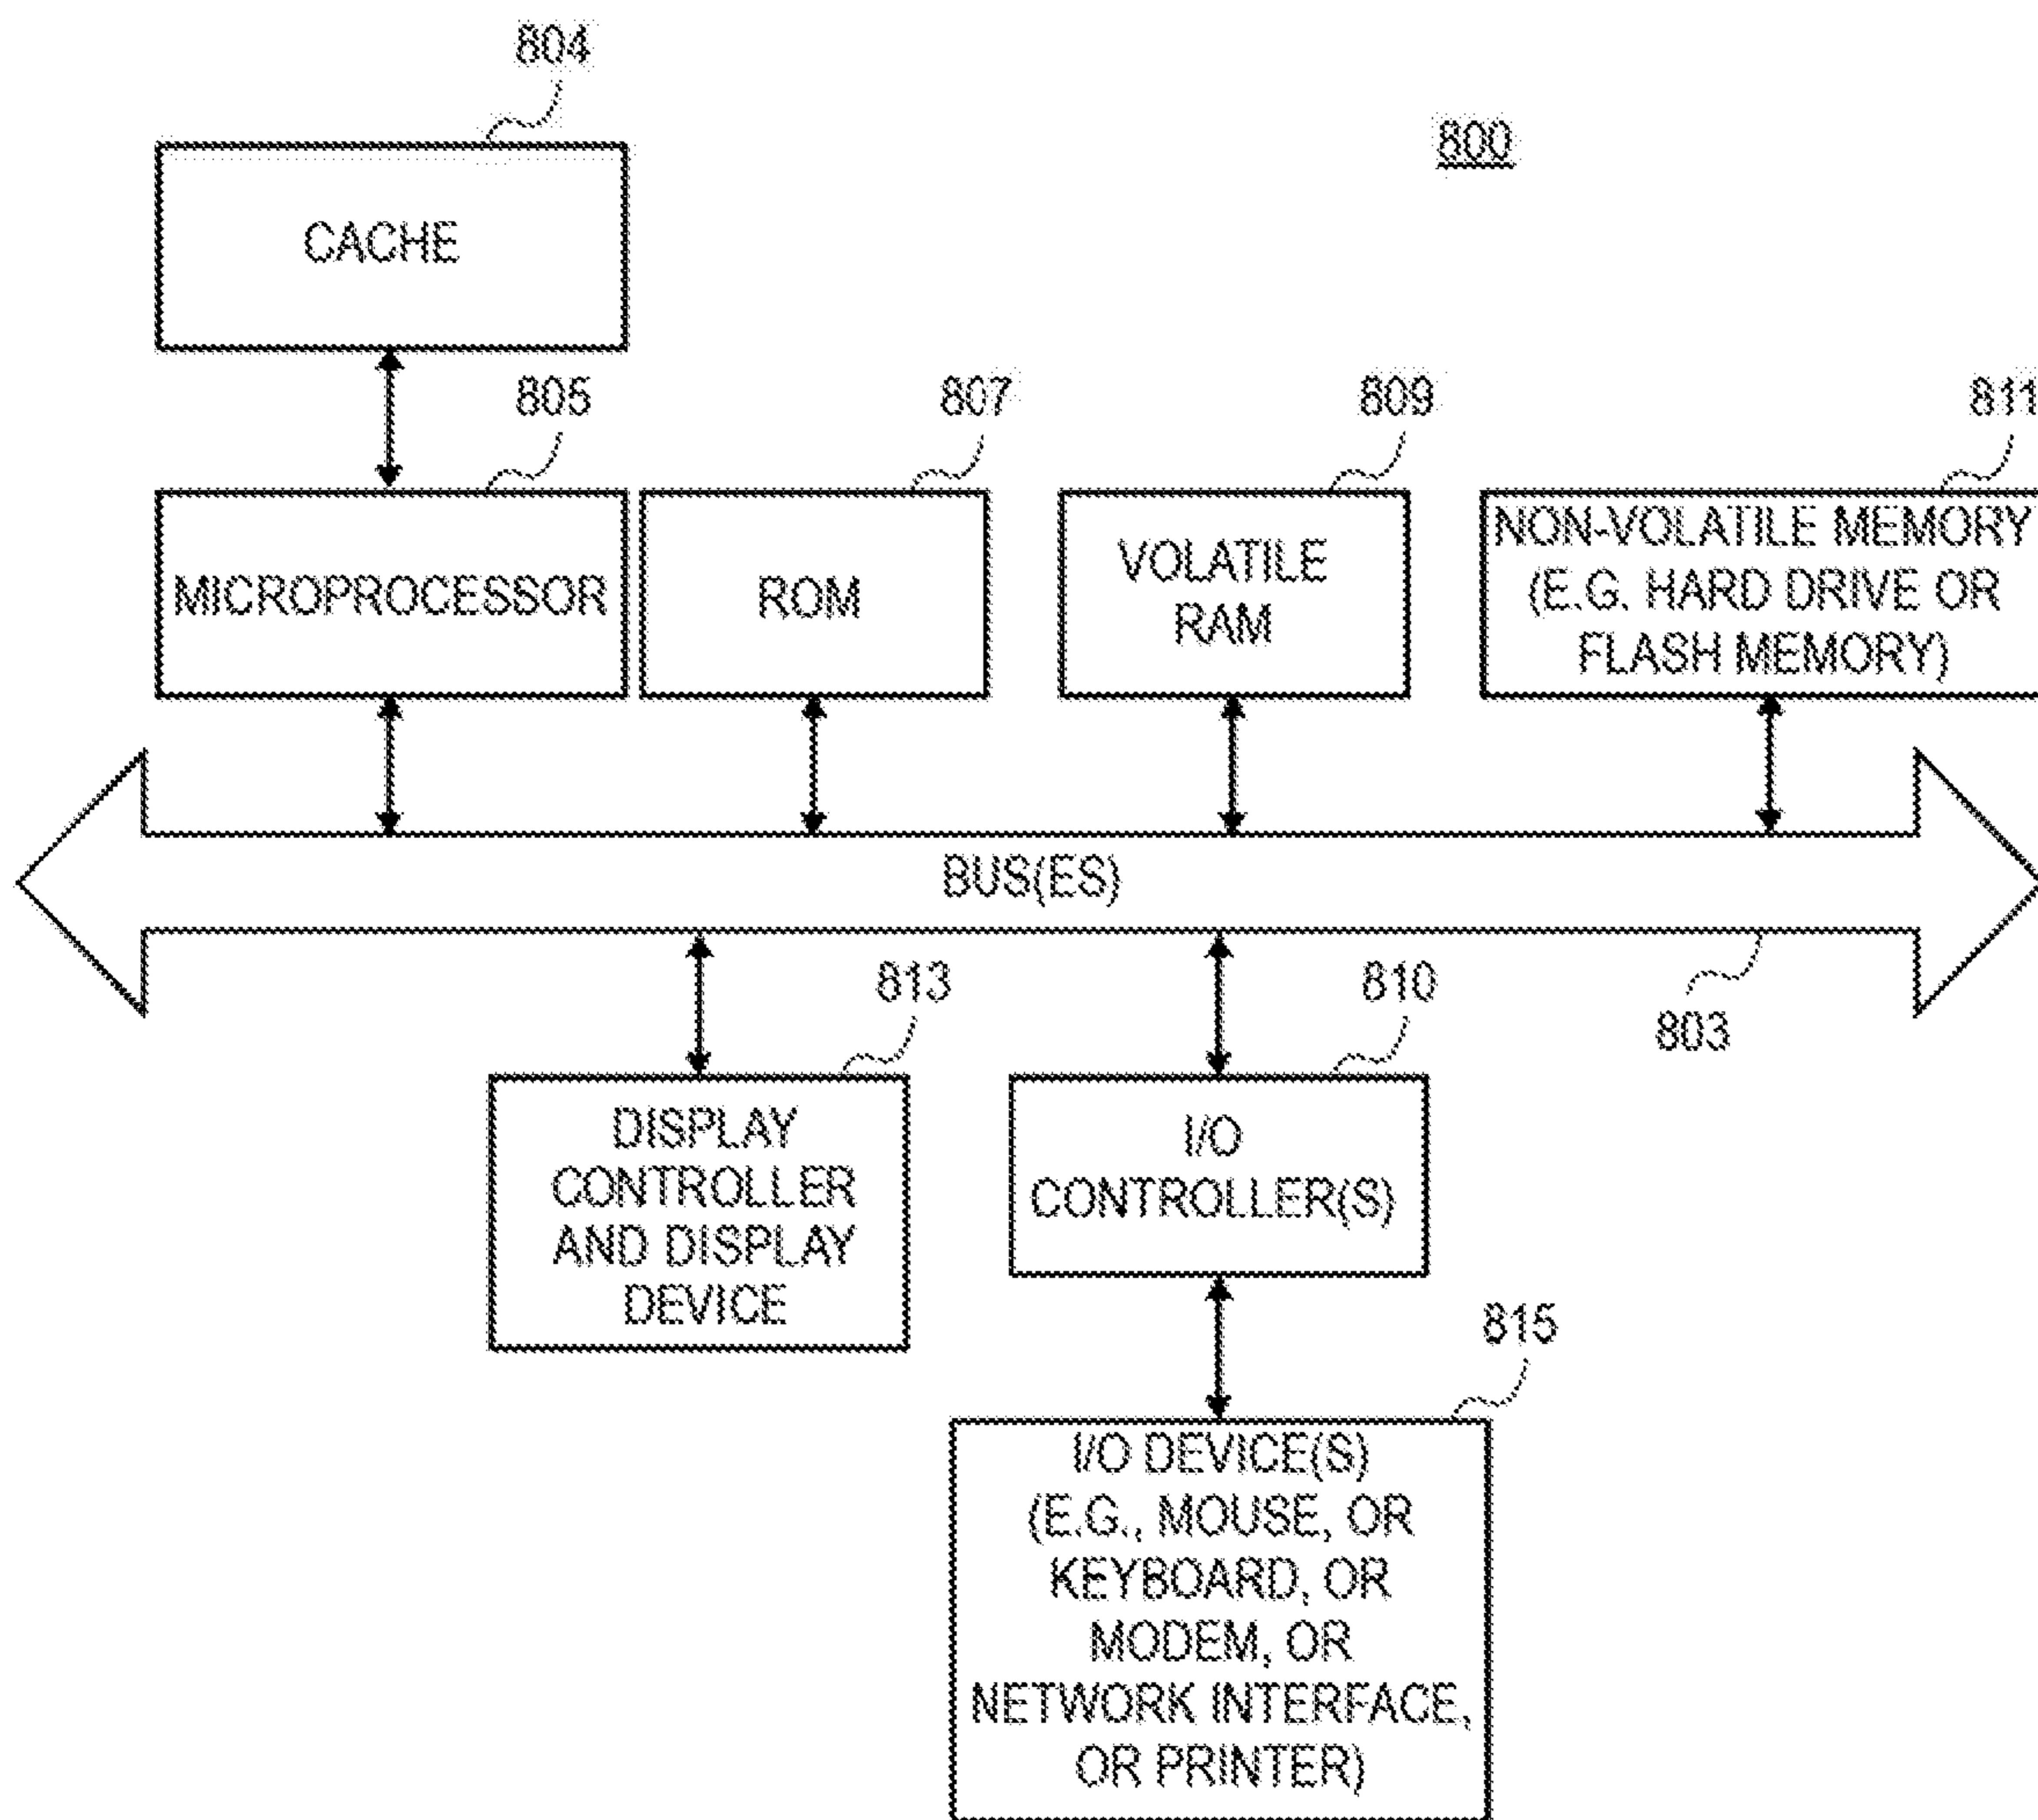 804
800
CACHE
805
807
809
811
MICROPROCESSOR
ROM
VOLATILE
RAM
NON-VOLATILE MEMORY
(E.G. HARD DRIVE OR
FLASH MEMORY)
BUS(ES)
813
810
803
DISPLAY
CONTROLLER
AND DISPLAY
DEVICE
I/O
CONTROLLER(S)
815
I/O DEVICE(S)
(E.G., MOUSE, OR
KEYBOARD, OR
MODEM, OR
NETWORK INTERFACE,
OR PRINTER)